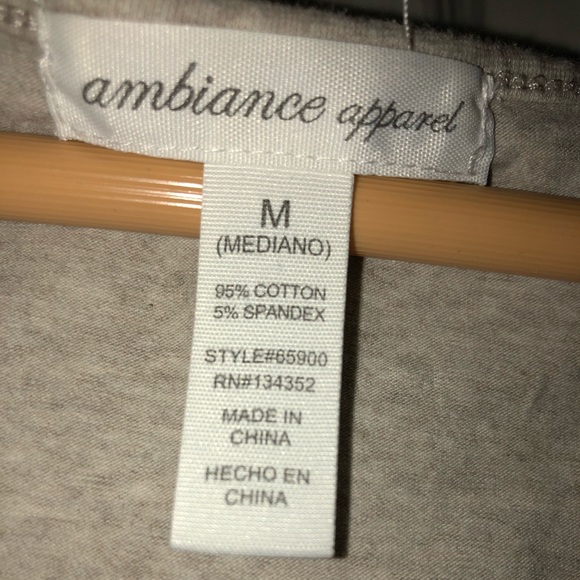 ambiance apparel
M
(MEDIANO)
95% COTTON
5% SPANDEX
STYLE#65900
RN#134352
MADE IN
CHINA
HECHO EN
CHINA